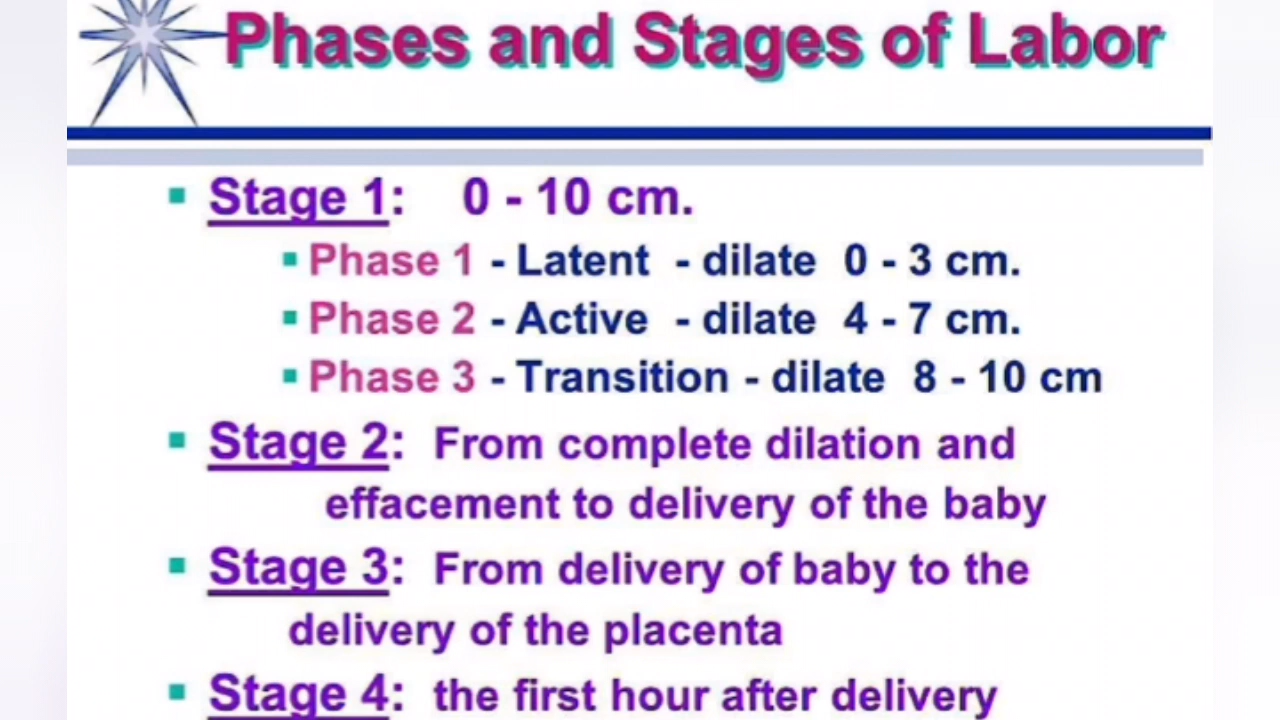 Phases and Stages of Labor
Stage 1: 0 - 10 cm.
Phase 1 - Latent - dilate 0 - 3 cm.
Phase 2 - Active - dilate 4 - 7 cm.
Phase 3 - Transition - dilate 8 - 10 cm
Stage 2: From complete dilation and
effacement to delivery of the baby
Stage 3: From delivery of baby to the
delivery of the placenta
Stage 4: the first hour after delivery